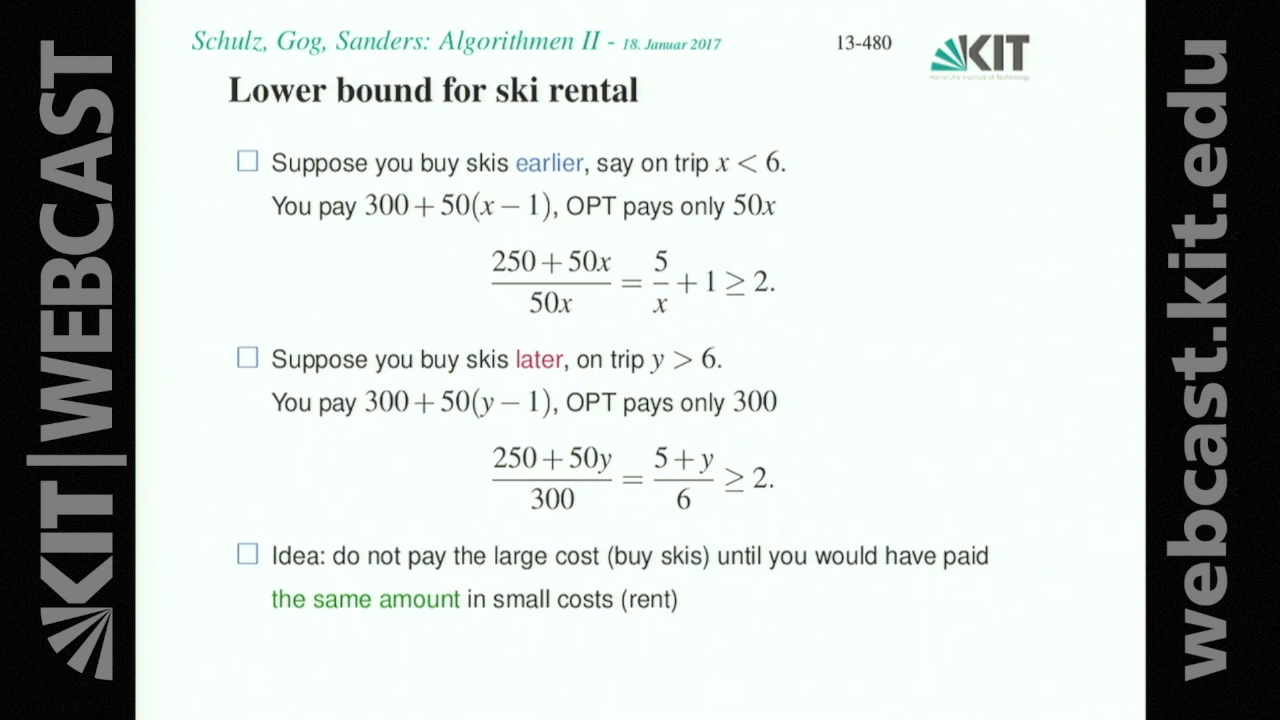 Schulz, Gog, Sanders: Algorithmen II - 18. Januar 2017
13-480
KIT
Karlsruhe Institute of Technology
Lower bound for ski rental
Suppose you buy skis earlier, say on trip x < 6.
You pay 300 + 50(x − 1), OPT pays only 50x
(250 + 50x)/(50x) = 5/x + 1 ≥ 2.
Suppose you buy skis later, on trip y > 6.
You pay 300 + 50(y − 1), OPT pays only 300
(250 + 50y)/300 = (5 + y)/6 ≥ 2.
Idea: do not pay the large cost (buy skis) until you would have paid
the same amount in small costs (rent)
KIT | WEBCAST
webcast.kit.edu